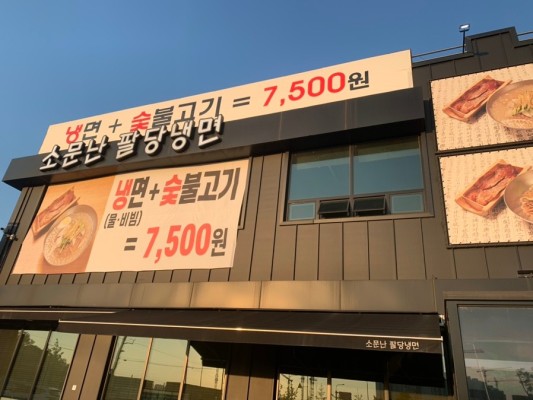 냉면 + 숯불고기 = 7,500원
소문난 팔당냉면
냉면+숯불고기
(물·비빔)
= 7,500원
소문난 팔당냉면